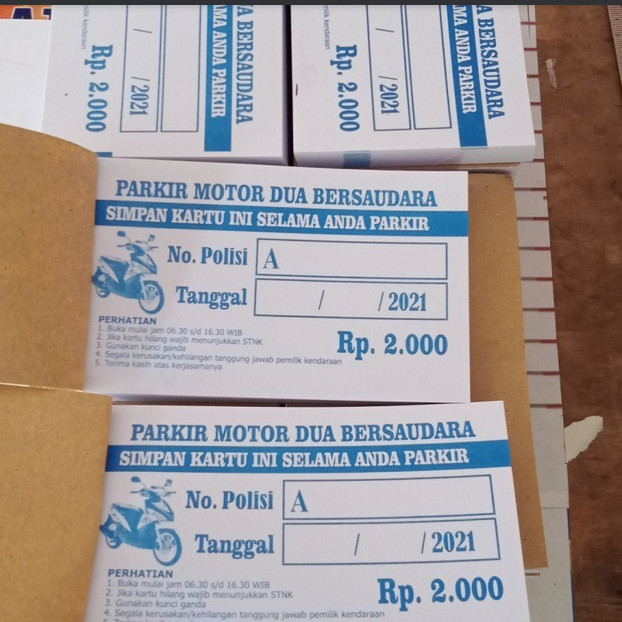 A BERSAUDARA
MA ANDA PARKIR
/ /2021
Rp. 2.000
milik kendaraan
A BERSAUDARA
MA ANDA PARKIR
/ /2021
Rp. 2.000
milik kendaraan
PARKIR MOTOR DUA BERSAUDARA
SIMPAN KARTU INI SELAMA ANDA PARKIR
No. Polisi A
Tanggal / / 2021
PERHATIAN
1. Buka mulai jam 06.30 s/d 16.30 WIB
2. Jika kartu hilang wajib menunjukkan STNK
3. Gunakan kunci ganda
4. Segala kerusakan/kehilangan tanggung jawab pemilik kendaraan
5. Terima kasih atas kerjasamanya
Rp. 2.000
PARKIR MOTOR DUA BERSAUDARA
SIMPAN KARTU INI SELAMA ANDA PARKIR
No. Polisi A
Tanggal / / 2021
PERHATIAN
1. Buka mulai jam 06.30 s/d 16.30 WIB
2. Jika kartu hilang wajib menunjukkan STNK
3. Gunakan kunci ganda
4. Segala kerusakan/kehilangan tanggung jawab pemilik kendaraan
Rp. 2.000